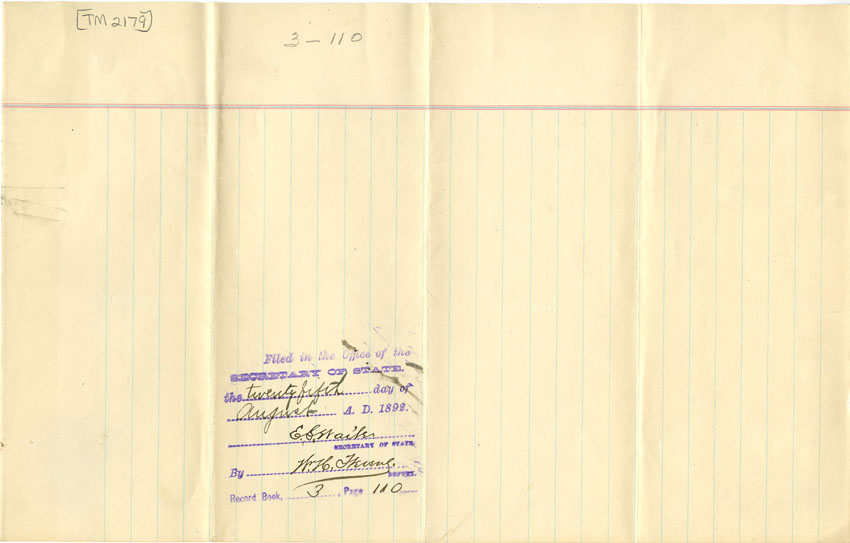 [TM 2179]
3 - 110
Filed in the Office of the
SECRETARY OF STATE.
the twenty fifth day of
August A. D. 1892.
E. G. Waite
SECRETARY OF STATE
By W. H.
DEPUTY.
Record Book, 3, Page 110